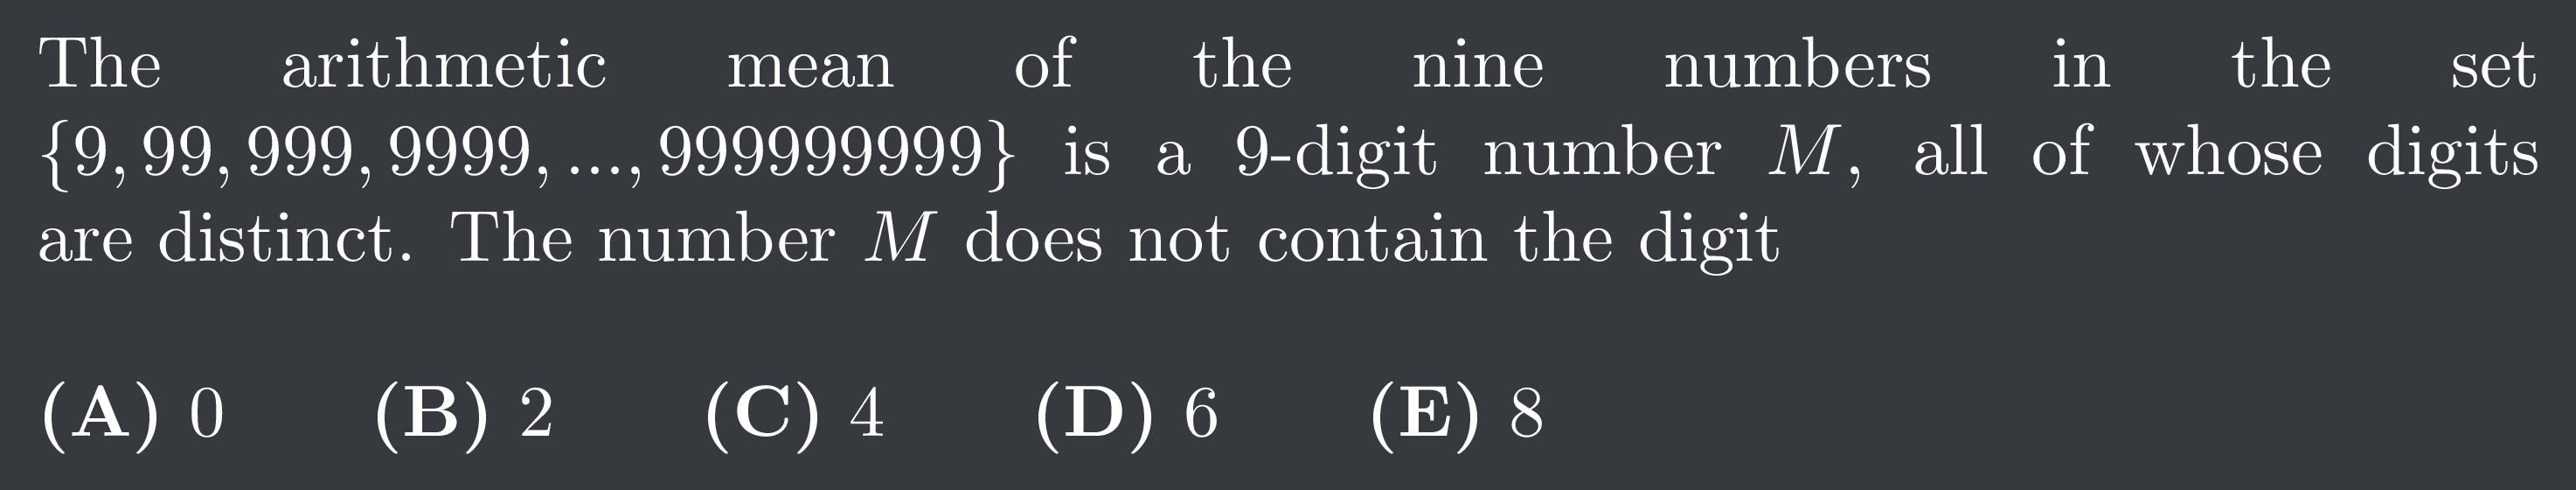 The arithmetic mean of the nine numbers in the set
{9, 99, 999, 9999, ..., 999999999} is a 9-digit number M, all of whose digits
are distinct. The number M does not contain the digit
(A) 0 (B) 2 (C) 4 (D) 6 (E) 8